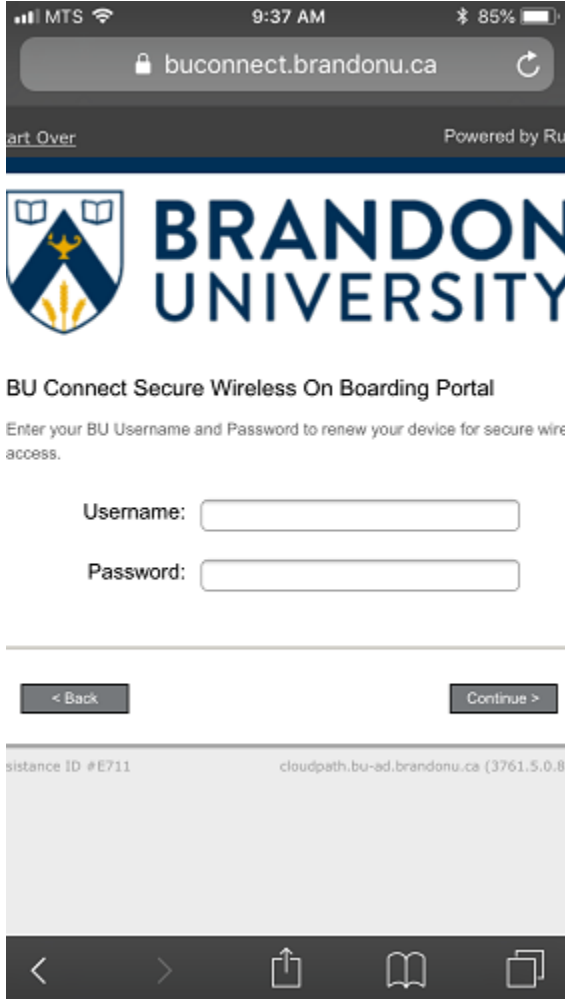 MTS 9:37 AM 85%
buconnect.brandonu.ca
art Over Powered by Ru
BRANDON
UNIVERSITY
BU Connect Secure Wireless On Boarding Portal
Enter your BU Username and Password to renew your device for secure wire
access.
Username:
Password:
< Back Continue >
sistance ID #E711 cloudpath.bu-ad.brandonu.ca (3761.5.0.8